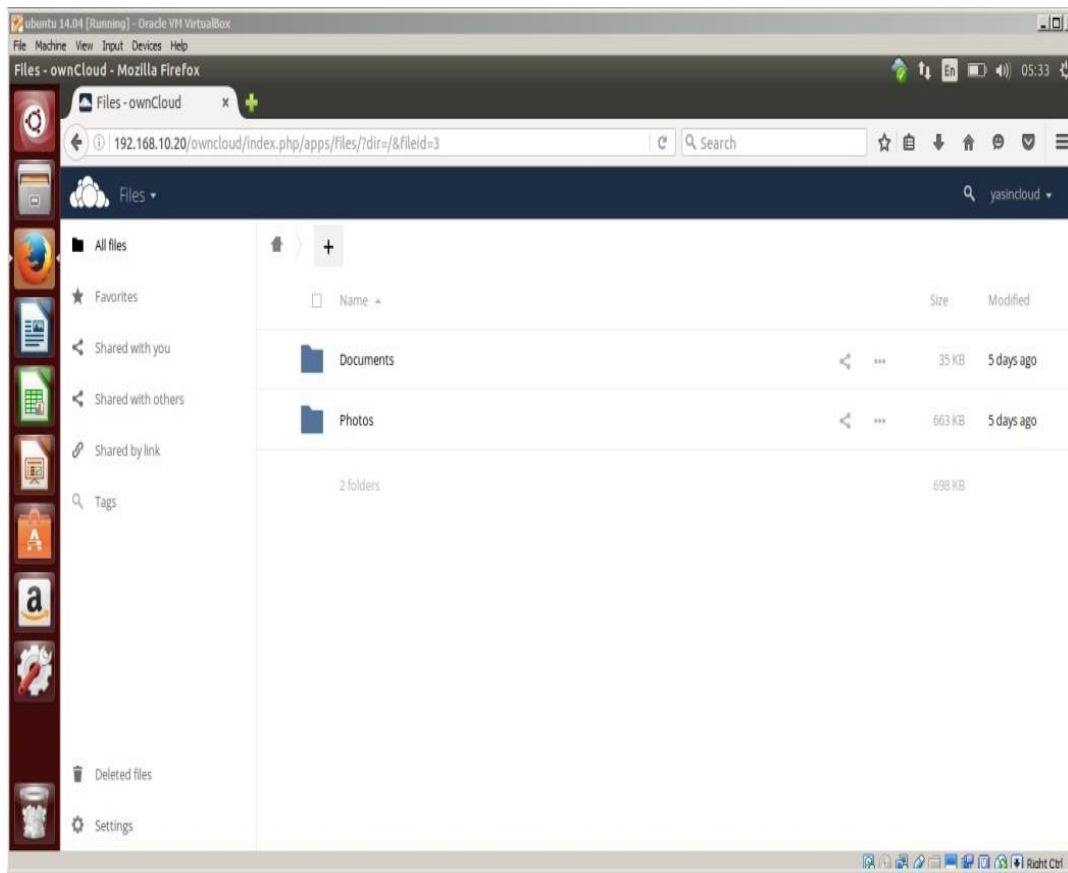 ubuntu 14.04 [Running] - Oracle VM VirtualBox
File Machine View Input Devices Help
Files - ownCloud - Mozilla Firefox
En 05:33
Files - ownCloud
192.168.10.20/owncloud/index.php/apps/files/?dir=/&fileid=3
Search
Files
yasincloud
All files
+
Favorites
Name Size Modified
Shared with you
Documents 35 KB 5 days ago
Shared with others
Photos 663 KB 5 days ago
Shared by link
2 folders 698 KB
Tags
Deleted files
Settings
Right Ctrl